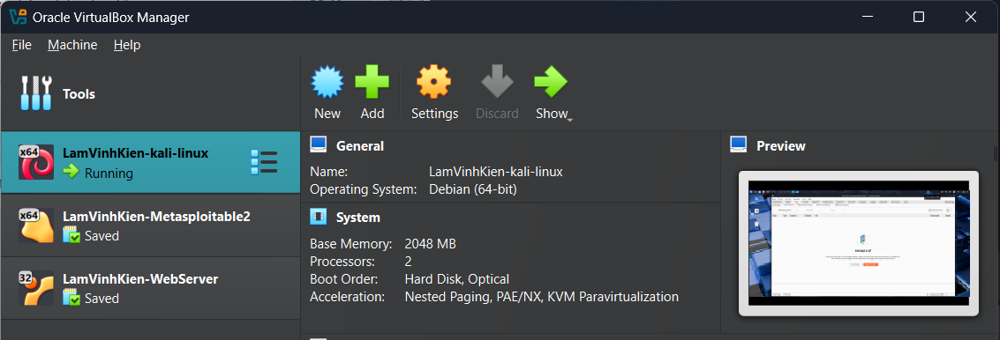 Oracle VirtualBox Manager
File Machine Help
Tools
New Add Settings Discard Show
x64 LamVinhKien-kali-linux
Running
x64 LamVinhKien-Metasploitable2
Saved
32 LamVinhKien-WebServer
Saved
General
Name: LamVinhKien-kali-linux
Operating System: Debian (64-bit)
System
Base Memory: 2048 MB
Processors: 2
Boot Order: Hard Disk, Optical
Acceleration: Nested Paging, PAE/NX, KVM Paravirtualization
Preview